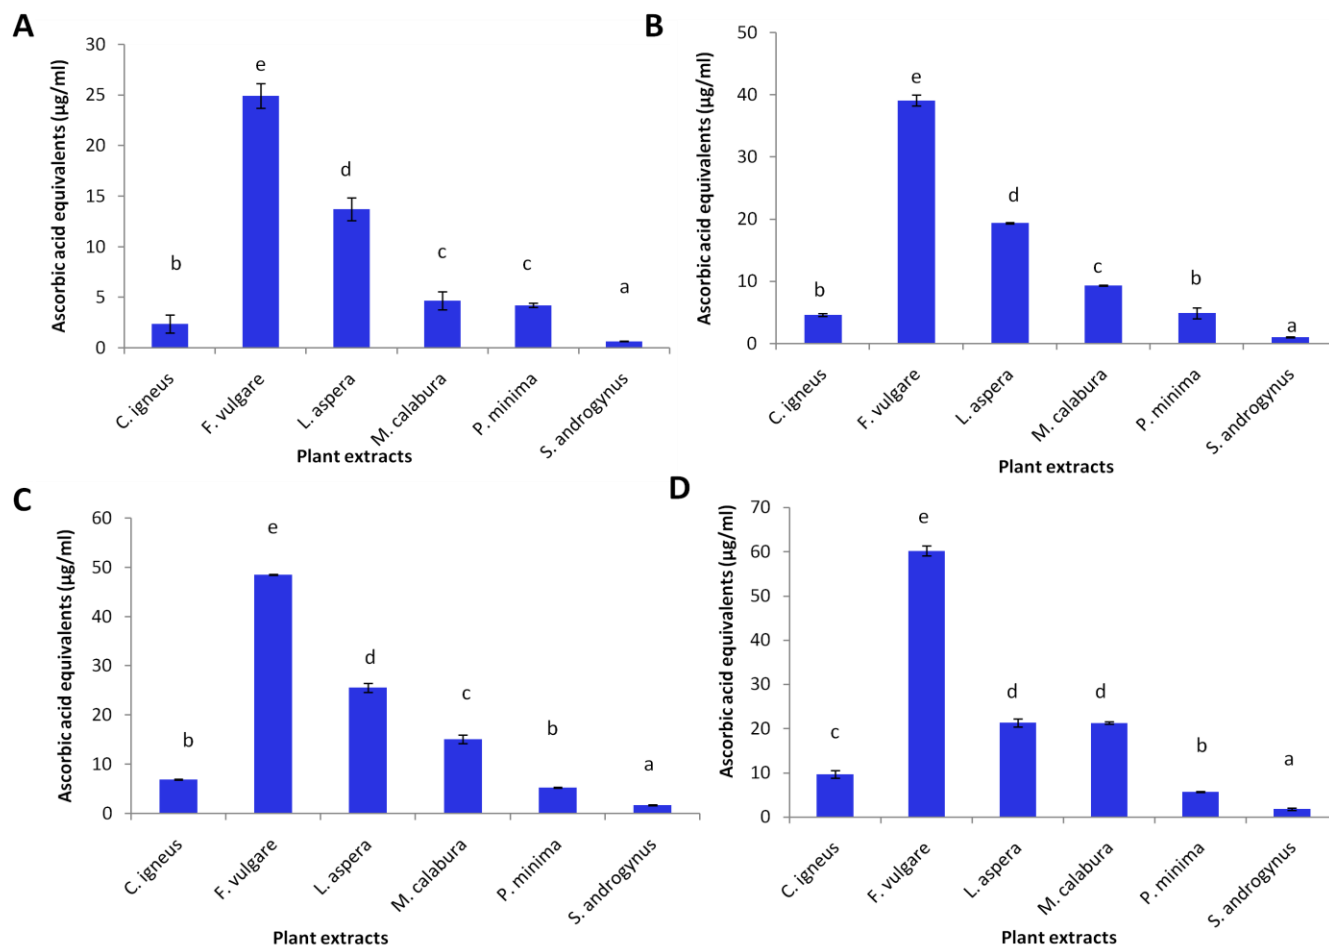 A
Ascorbic acid equivalents (µg/ml)
30
25
20
15
10
5
0
b
e
d
c
c
a
C. igneus
F. vulgare
L. aspera
M. calabura
P. minima
S. androgynus
Plant extracts
B
Ascorbic acid equivalents (µg/ml)
50
40
30
20
10
0
b
e
d
c
b
a
C. igneus
F. vulgare
L. aspera
M. calabura
P. minima
S. androgynus
Plant extracts
C
Ascorbic acid equivalents (µg/ml)
60
50
40
30
20
10
0
b
e
d
c
b
a
C. igneus
F. vulgare
L. aspera
M. calabura
P. minima
S. androgynus
Plant extracts
D
Ascorbic acid equivalents (µg/ml)
70
60
50
40
30
20
10
0
c
e
d
d
b
a
C. igneus
F. vulgare
L. aspera
M. calabura
P. minima
S. androgynus
Plant extracts